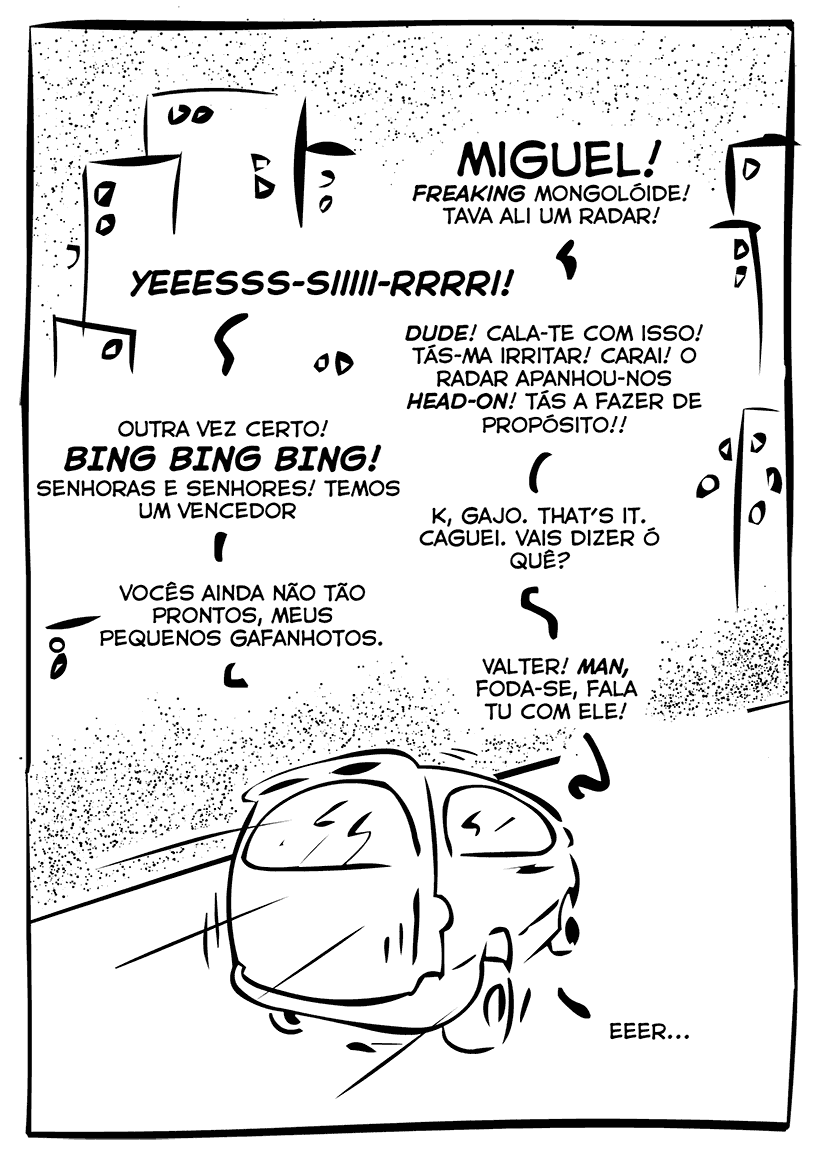 MIGUEL!
FREAKING MONGOLÓIDE!
TAVA ALI UM RADAR!
YEEESSS-SIIIII-RRRRI!
DUDE! CALA-TE COM ISSO!
TÁS-MA IRRITAR! CARAI! O
RADAR APANHOU-NOS
HEAD-ON! TÁS A FAZER DE
PROPÓSITO!!
OUTRA VEZ CERTO!
BING BING BING!
SENHORAS E SENHORES! TEMOS
UM VENCEDOR
K, GAJO. THAT'S IT.
CAGUEI. VAIS DIZER Ó
QUÊ?
VOCÊS AINDA NÃO TÃO
PRONTOS, MEUS
PEQUENOS GAFANHOTOS.
VALTER! MAN,
FODA-SE, FALA
TU COM ELE!
EEER...